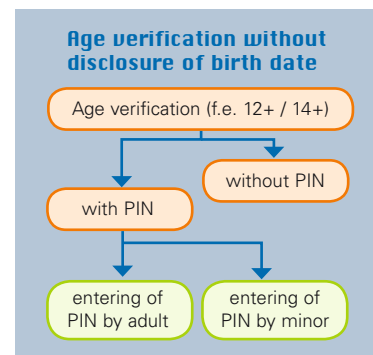 Age verification without
disclosure of birth date
Age verification (f.e. 12+ / 14+)
without PIN
with PIN
entering of
PIN by adult
entering of
PIN by minor